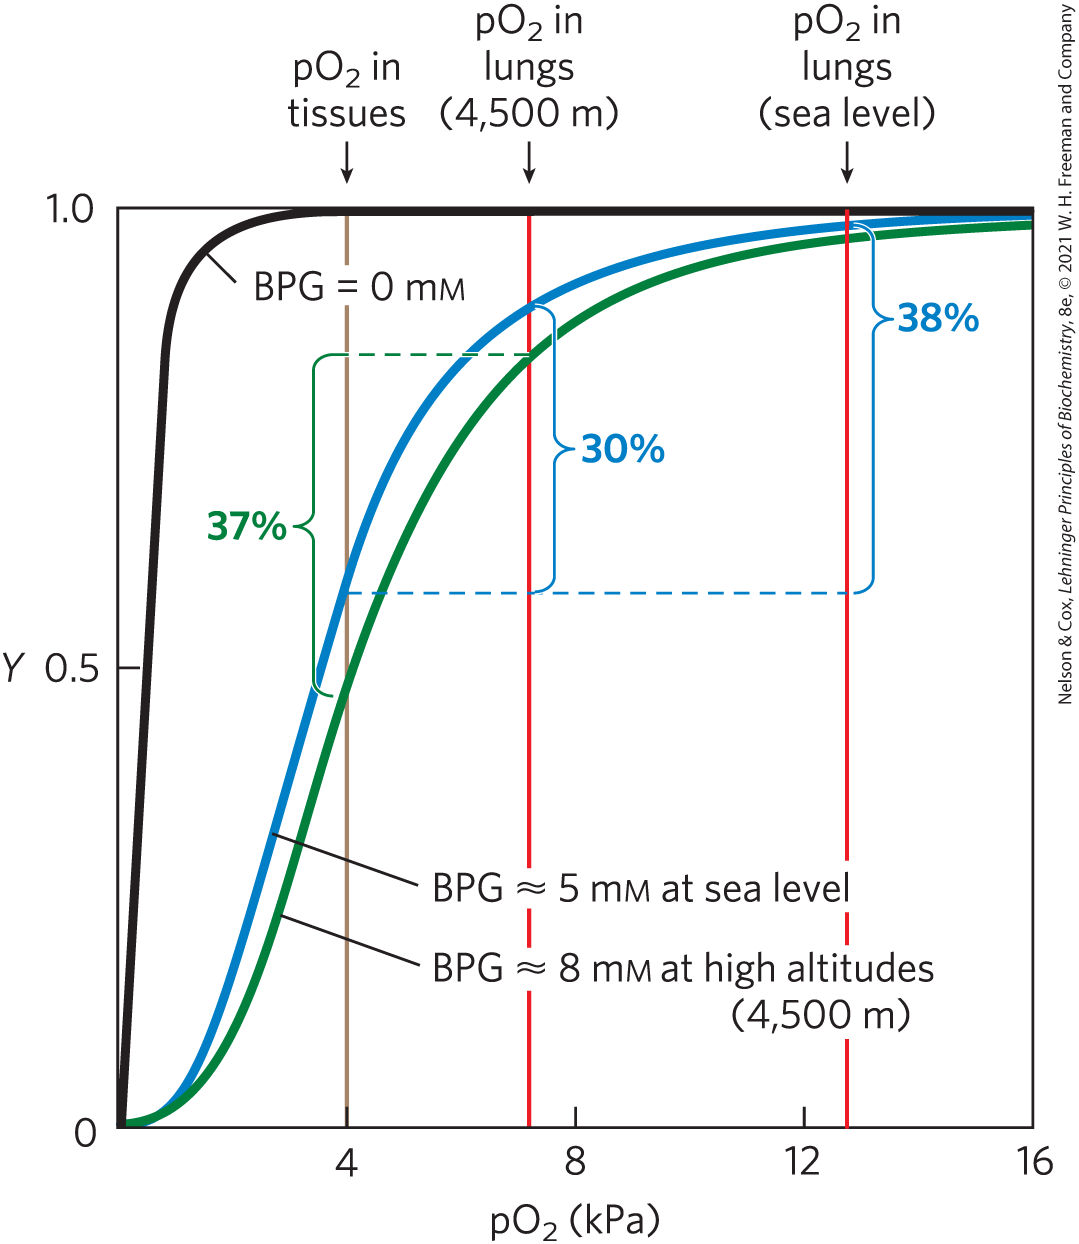 pO₂ in
tissues
pO₂ in
lungs
(4,500 m)
pO₂ in
lungs
(sea level)
1.0
BPG = 0 mM
38%
30%
37%
Y 0.5
BPG ≈ 5 mM at sea level
BPG ≈ 8 mM at high altitudes
(4,500 m)
0
4
8
12
16
pO₂ (kPa)
Nelson & Cox, Lehninger Principles of Biochemistry, 8e, © 2021 W. H. Freeman and Company